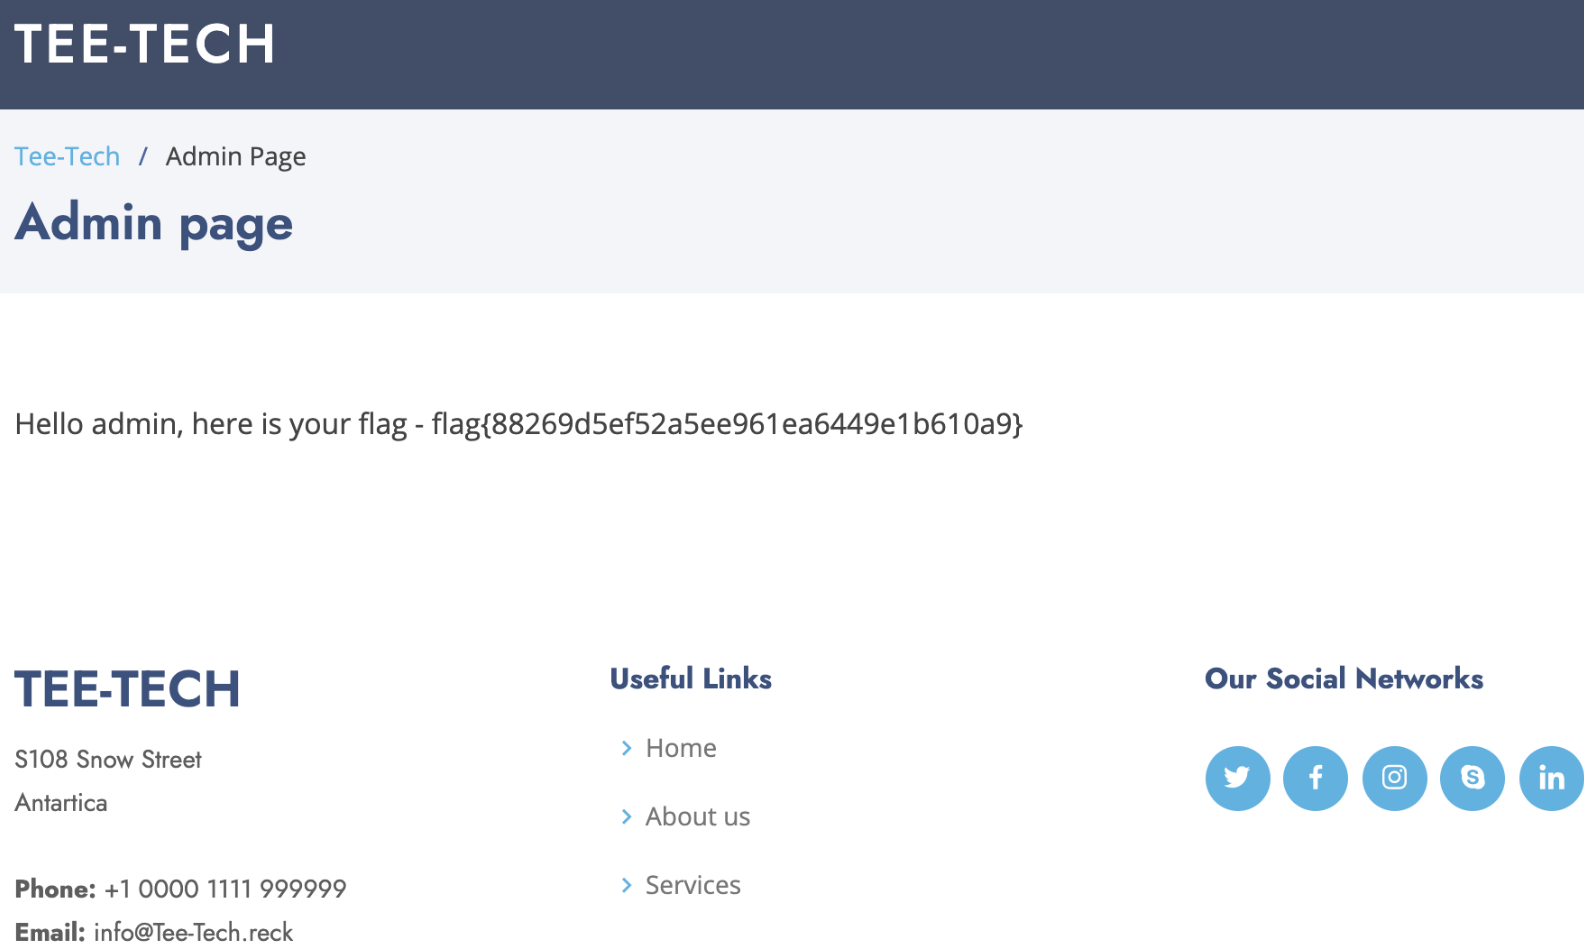 TEE-TECH
Tee-Tech / Admin Page
Admin page
Hello admin, here is your flag - flag{88269d5ef52a5ee961ea6449e1b610a9}
TEE-TECH
S108 Snow Street
Antartica
Phone: +1 0000 1111 999999
Email: info@Tee-Tech.reck
Useful Links
Home
About us
Services
Our Social Networks